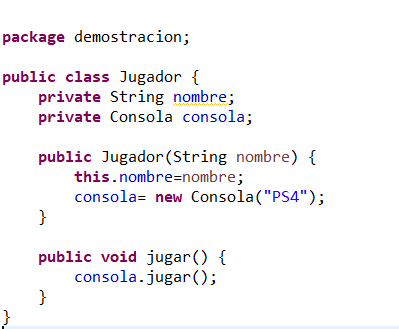 package demostracion;
public class Jugador {
private String nombre;
private Consola consola;
public Jugador(String nombre) {
this.nombre=nombre;
consola= new Consola("PS4");
}
public void jugar() {
consola.jugar();
}
}